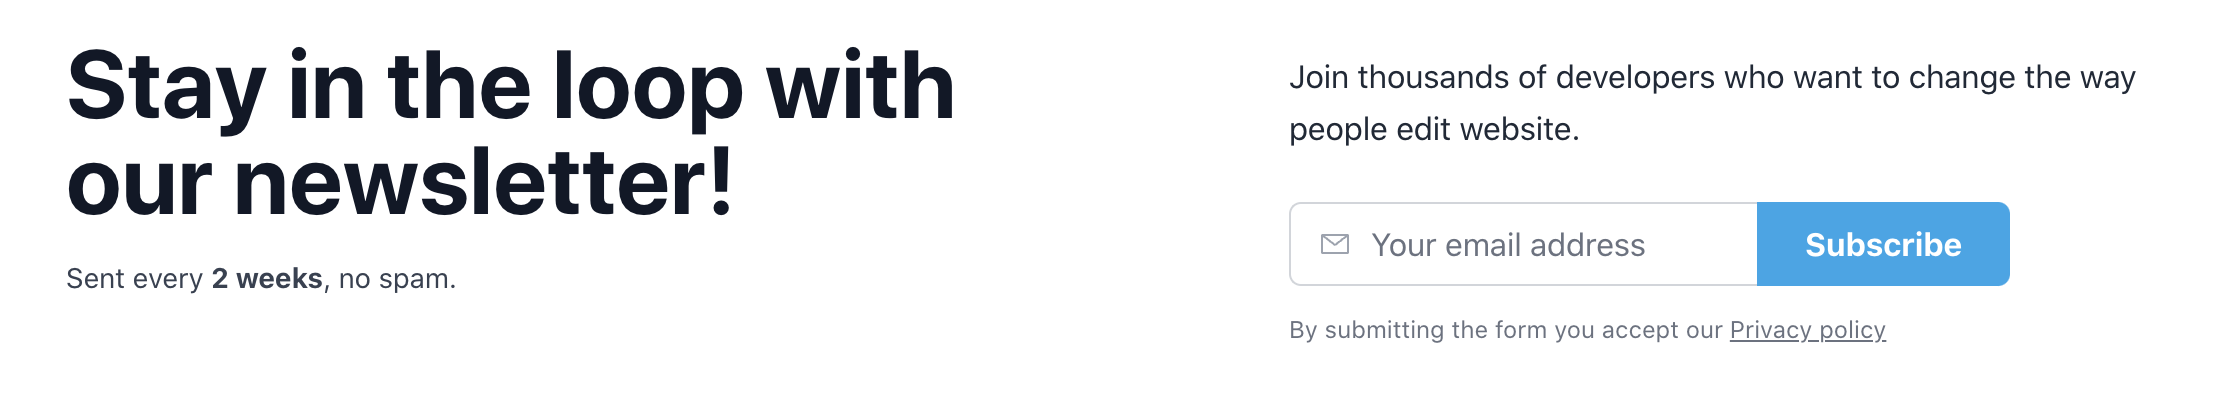 Stay in the loop with
our newsletter!
Sent every 2 weeks, no spam.
Join thousands of developers who want to change the way
people edit website.
Your email address
Subscribe
By submitting the form you accept our Privacy policy